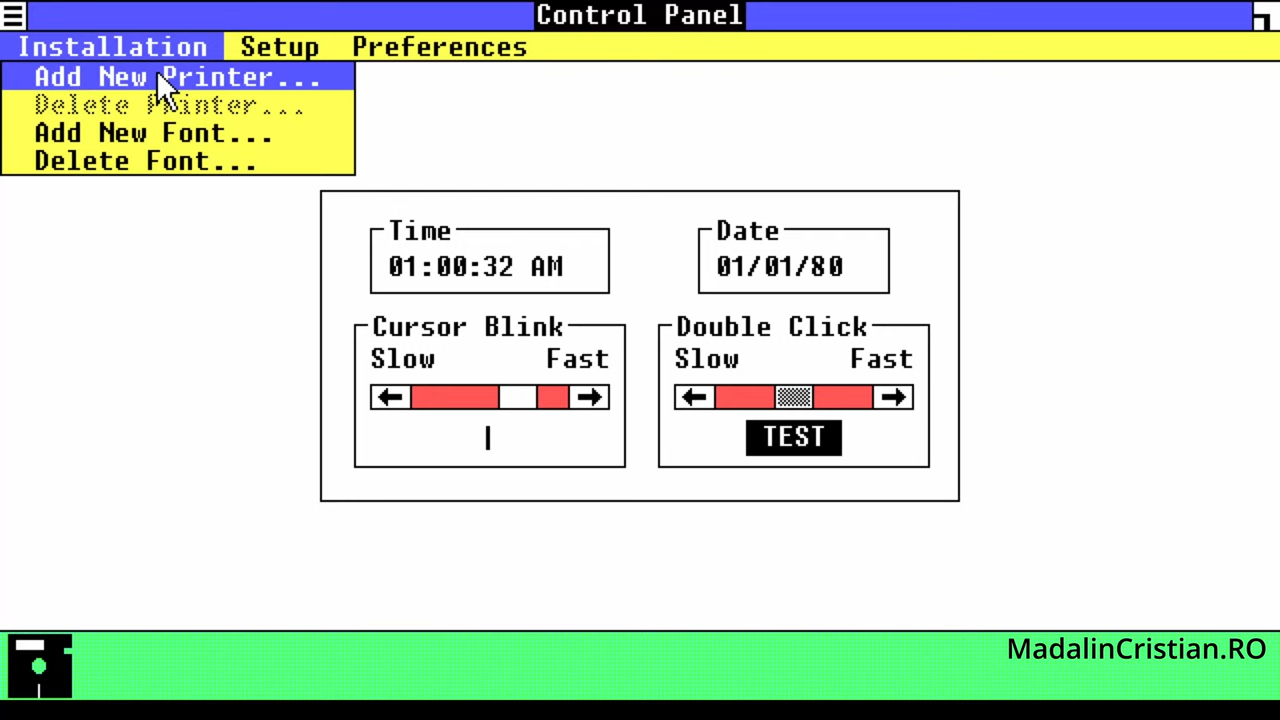 Control Panel
Installation Setup Preferences
Add New Printer...
Delete Printer...
Add New Font...
Delete Font...
Time
01:00:32 AM
Date
01/01/80
Cursor Blink
Slow Fast
Double Click
Slow Fast
TEST
MadalinCristian.RO